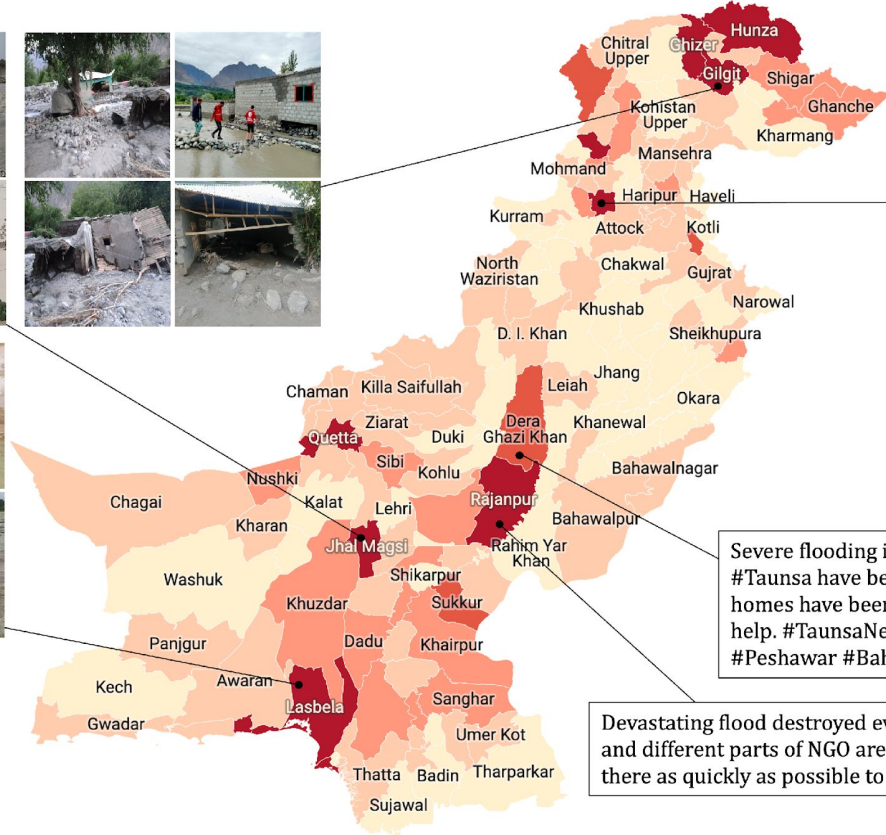 Hunza
Chitral
Upper
Ghizer
Gilgit
Shigar
Ghanche
Kohistan
Upper
Kharmang
Mansehra
Mohmand
Haripur
Haveli
Kurram
Attock
Kotli
North
Waziristan
Chakwal
Gujrat
Khushab
Narowal
D. I. Khan
Sheikhupura
Jhang
Leiah
Chaman
Killa Saifullah
Okara
Ziarat
Dera
Ghazi Khan
Khanewal
Quetta
Duki
Sibi
Kohlu
Bahawalnagar
Nushki
Chagai
Kalat
Lehri
Rajanpur
Kharan
Bahawalpur
Jhal Magsi
Rahim Yar
Khan
Washuk
Shikarpur
Khuzdar
Sukkur
Panjgur
Dadu
Khairpur
Kech
Awaran
Lasbela
Sanghar
Gwadar
Umer Kot
Thatta
Badin
Tharparkar
Sujawal
Severe flooding i
#Taunsa have be
homes have been
help. #TaunsaNe
#Peshawar #Bah
Devastating flood destroyed ev
and different parts of NGO are
there as quickly as possible to